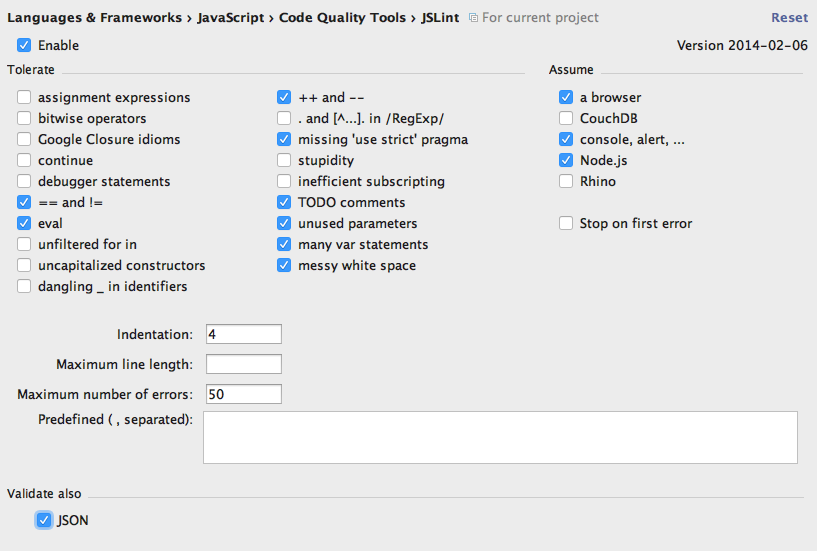 Languages & Frameworks › JavaScript › Code Quality Tools › JSLint For current project Reset
Enable Version 2014-02-06
Tolerate Assume
assignment expressions ++ and -- a browser
bitwise operators . and [^...]. in /RegExp/ CouchDB
Google Closure idioms missing 'use strict' pragma console, alert, ...
continue stupidity Node.js
debugger statements inefficient subscripting Rhino
== and != TODO comments
eval unused parameters Stop on first error
unfiltered for in many var statements
uncapitalized constructors messy white space
dangling _ in identifiers
Indentation: 4
Maximum line length:
Maximum number of errors: 50
Predefined ( , separated):
Validate also
JSON